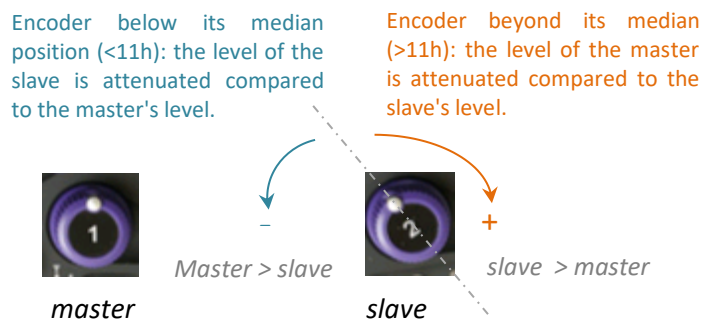 Encoder below its median
position (<11h): the level of the
slave is attenuated compared
to the master's level.
Encoder beyond its median
(>11h): the level of the master
is attenuated compared to the
slave's level.
1
2
–
+
Master > slave
slave > master
master
slave